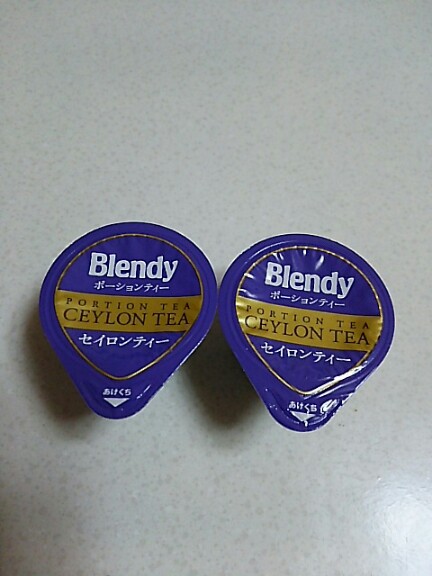 Blendy
ポーションティー
PORTION TEA
CEYLON TEA
セイロンティー
あけくち
Blendy
ポーションティー
PORTION TEA
CEYLON TEA
セイロンティー
あけくち